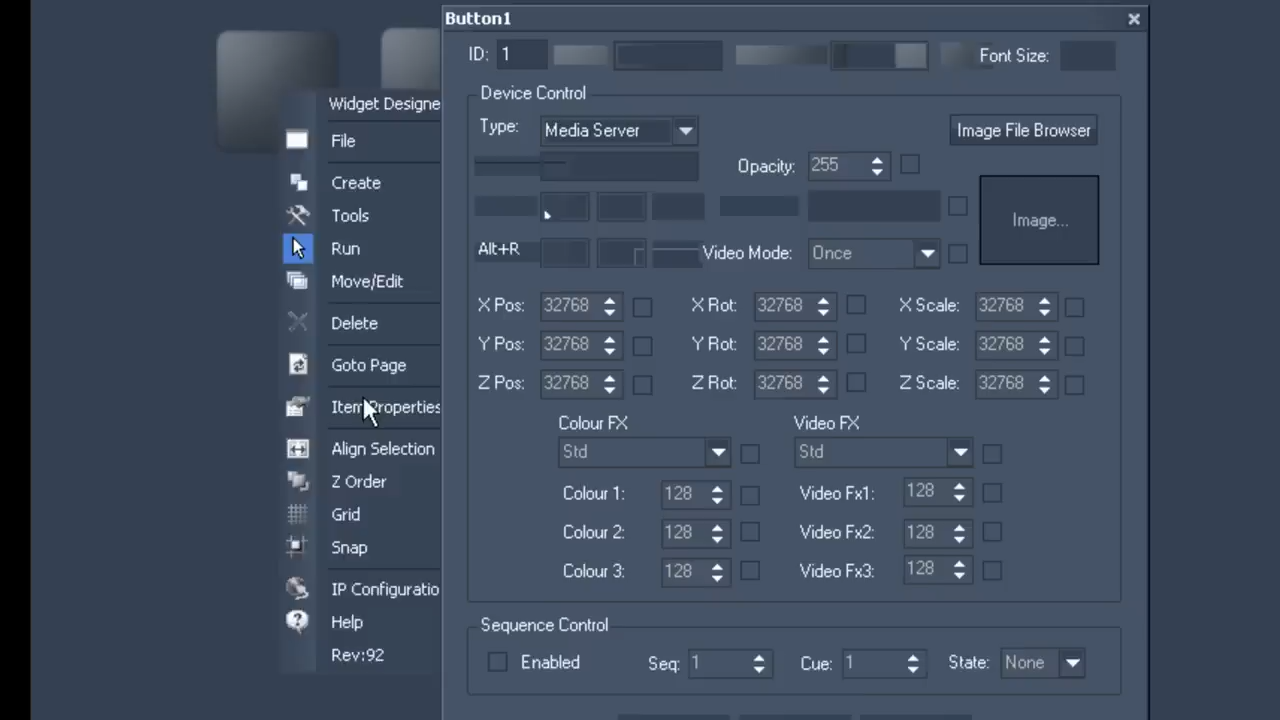 Button1
ID: 1
Font Size:
Device Control
Type: Media Server
Image File Browser
Opacity: 255
Image...
Alt+R
Video Mode: Once
X Pos: 32768 X Rot: 32768 X Scale: 32768
Y Pos: 32768 Y Rot: 32768 Y Scale: 32768
Z Pos: 32768 Z Rot: 32768 Z Scale: 32768
Colour FX Video FX
Std Std
Colour 1: 128 Video Fx1: 128
Colour 2: 128 Video Fx2: 128
Colour 3: 128 Video Fx3: 128
Sequence Control
Enabled Seq: 1 Cue: 1 State: None
Widget Designe
File
Create
Tools
Run
Move/Edit
Delete
Goto Page
Item Properties
Align Selection
Z Order
Grid
Snap
IP Configuratio
Help
Rev:92